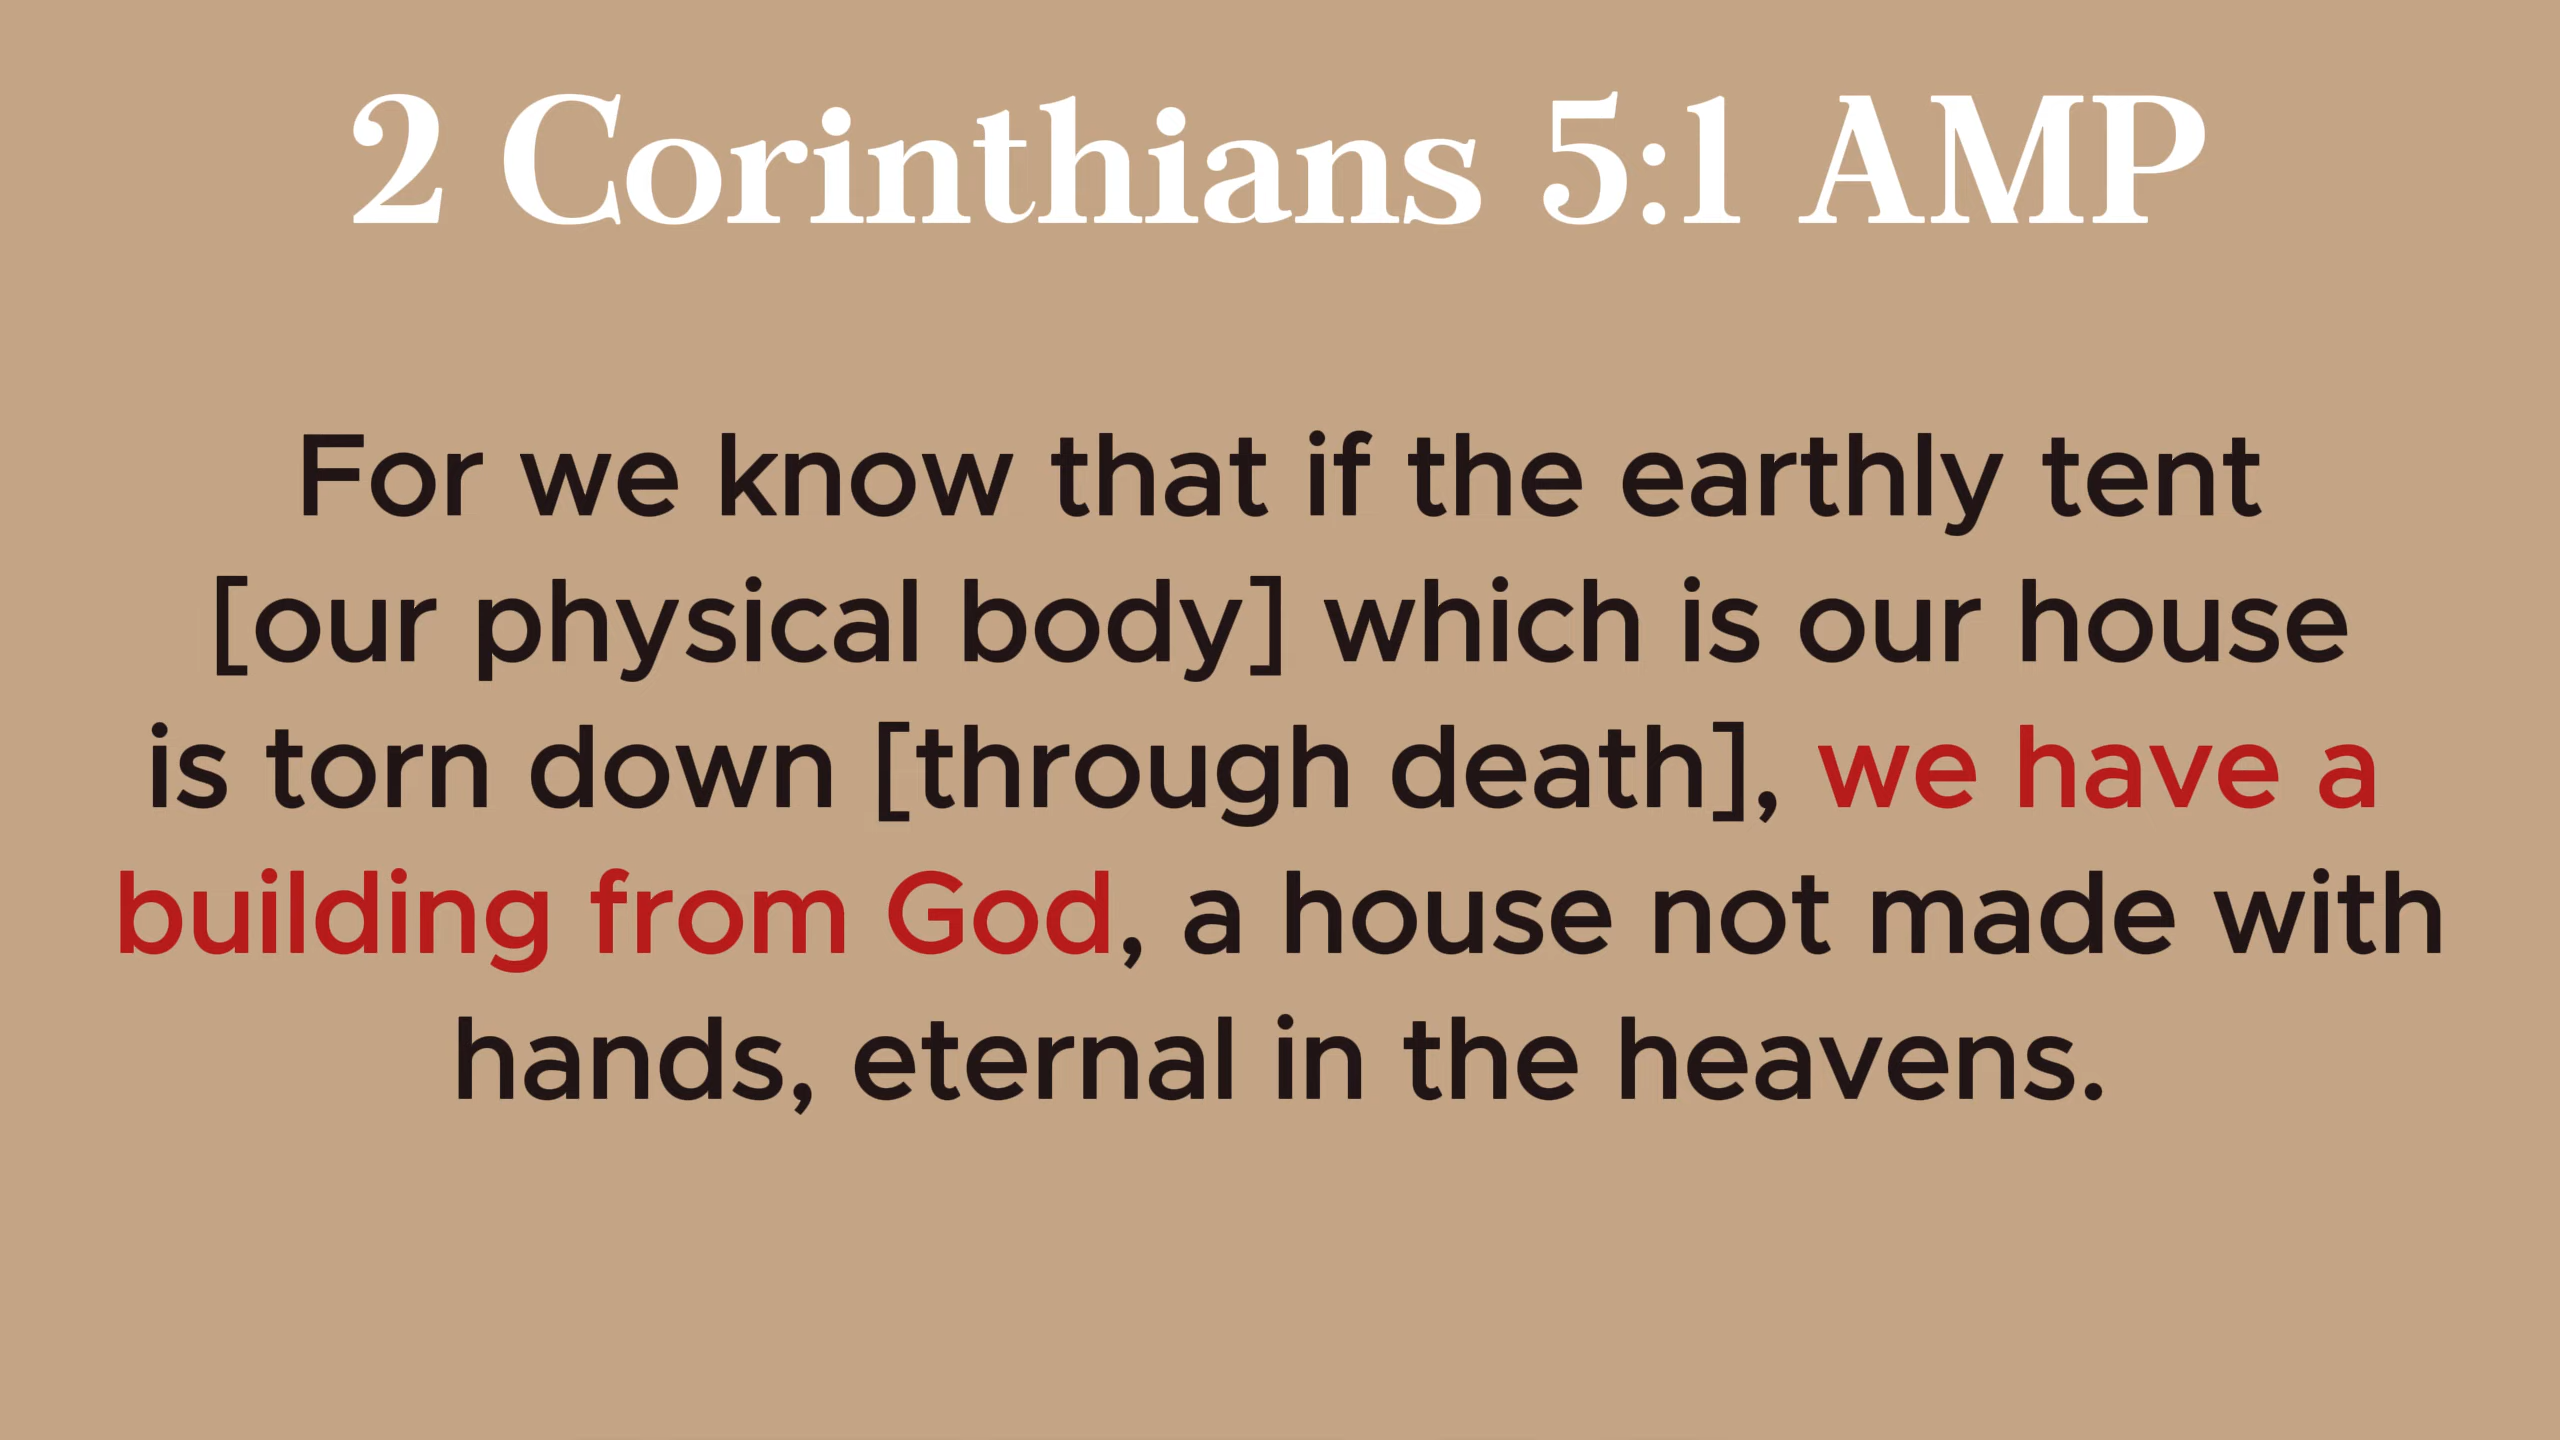 2 Corinthians 5:1 AMP
For we know that if the earthly tent
[our physical body] which is our house
is torn down [through death], we have a
building from God, a house not made with
hands, eternal in the heavens.